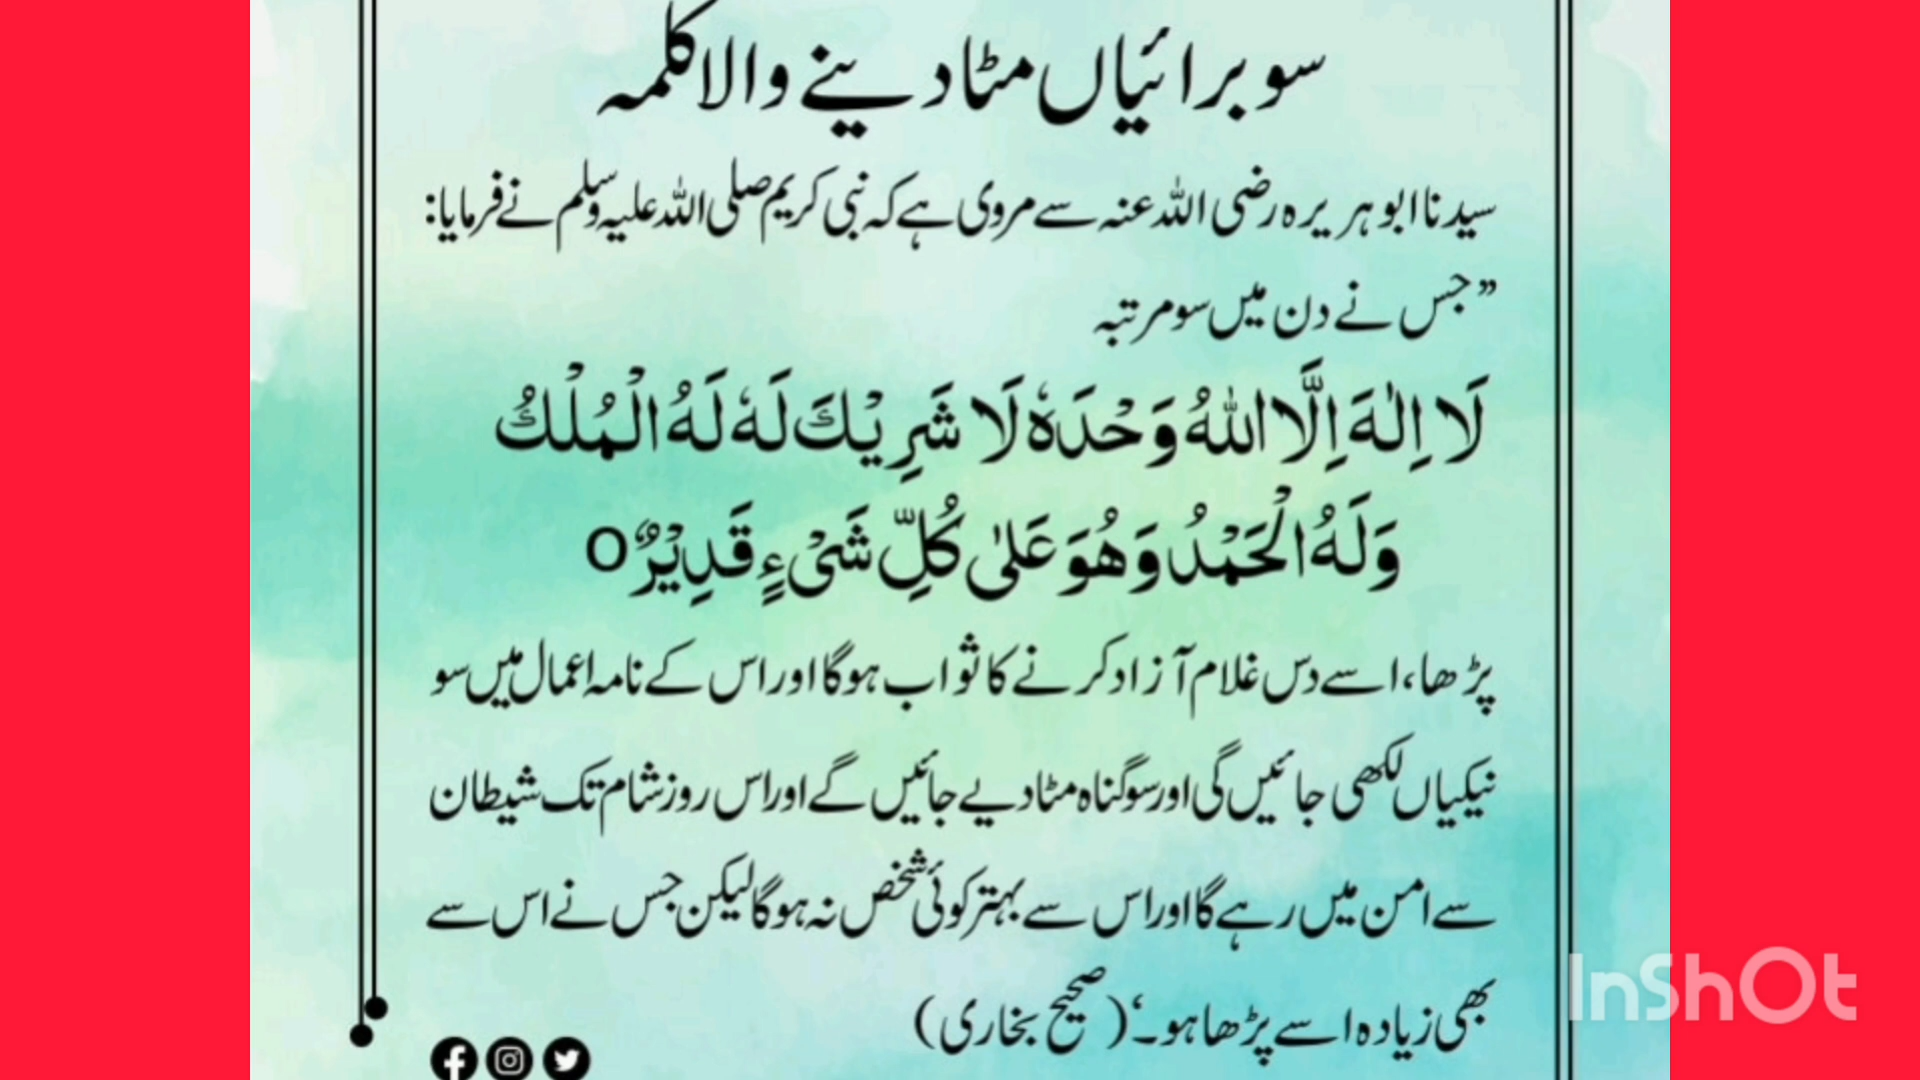 سو برائیاں مٹا دینے والا کلمہ
سیدنا ابو ہریرہ رضی اللہ عنہ سے مروی ہے کہ نبی کریم صلی اللہ علیہ وسلم نے فرمایا:
”جس نے دن میں سو مرتبہ
لَا اِلٰهَ اِلَّا اللهُ وَحْدَهٗ لَا شَرِيْكَ لَهٗ لَهُ الْمُلْكُ
وَلَهُ الْحَمْدُ وَهُوَ عَلٰى كُلِّ شَىْءٍ قَدِيْرٌ ○
پڑھا، اسے دس غلام آزاد کرنے کا ثواب ہوگا اور اس کے نامہ اعمال میں سو
نیکیاں لکھی جائیں گی اور سو گناہ مٹا دیے جائیں گے اور اس روز شام تک شیطان
سے امن میں رہے گا اور اس سے بہتر کوئی شخص نہ ہوگا لیکن جس نے اس سے
بھی زیادہ اسے پڑھا ہو۔‘ (صحیح بخاری)
InShOt